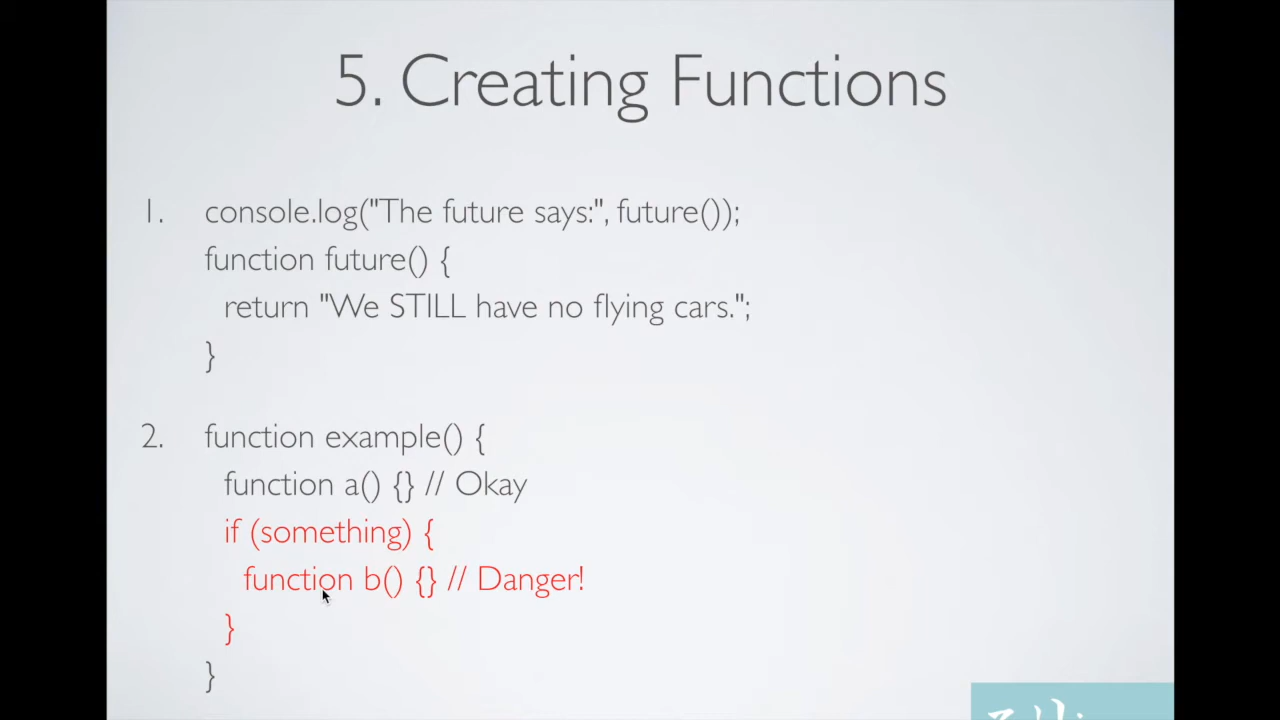 5. Creating Functions
1. console.log("The future says:", future());
function future() {
return "We STILL have no flying cars.";
}
2. function example() {
function a() {} // Okay
if (something) {
function b() {} // Danger!
}
}